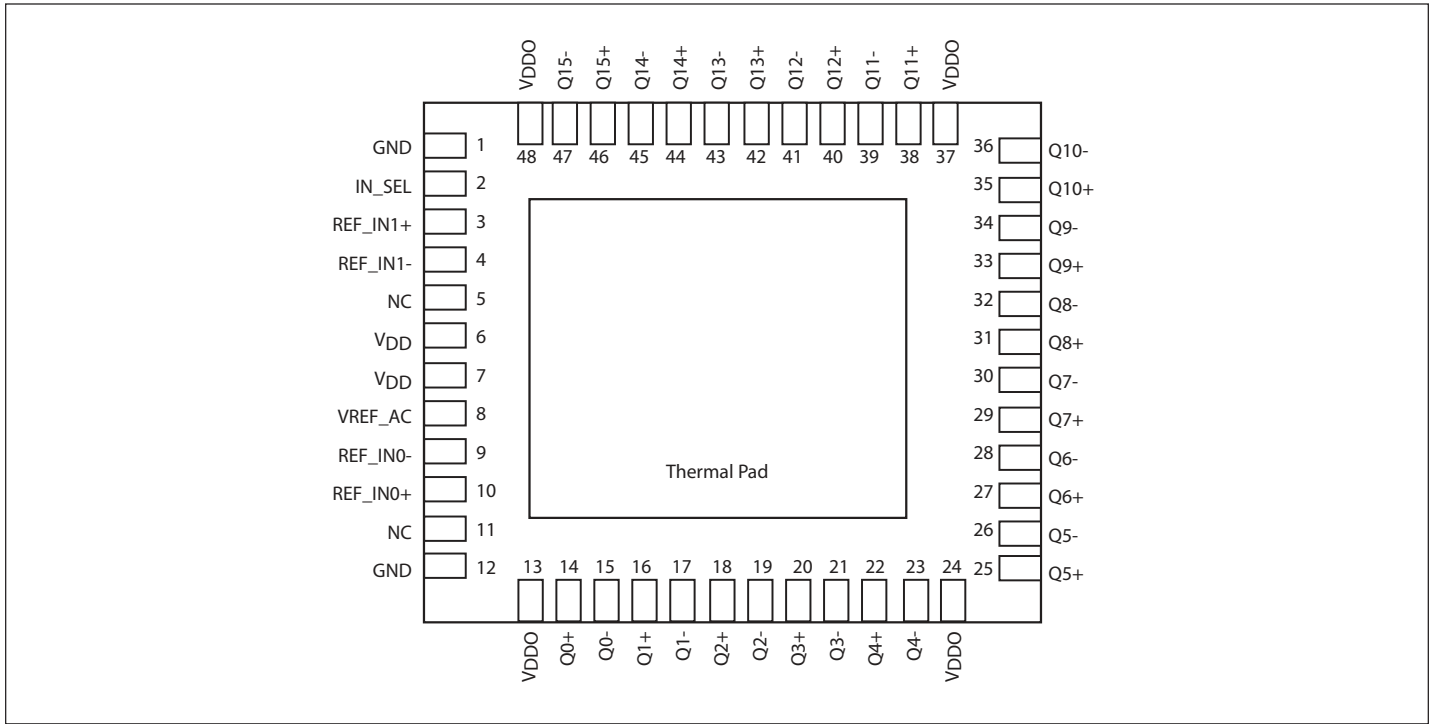 VDDO Q15- Q15+ Q14- Q14+ Q13- Q13+ Q12- Q12+ Q11- Q11+ VDDO
48 47 46 45 44 43 42 41 40 39 38 37
GND 1
IN_SEL 2
REF_IN1+ 3
REF_IN1- 4
NC 5
VDD 6
VDD 7
VREF_AC 8
REF_IN0- 9
REF_IN0+ 10
NC 11
GND 12
36 Q10-
35 Q10+
34 Q9-
33 Q9+
32 Q8-
31 Q8+
30 Q7-
29 Q7+
28 Q6-
27 Q6+
26 Q5-
25 Q5+
Thermal Pad
13 14 15 16 17 18 19 20 21 22 23 24
VDDO Q0+ Q0- Q1+ Q1- Q2+ Q2- Q3+ Q3- Q4+ Q4- VDDO